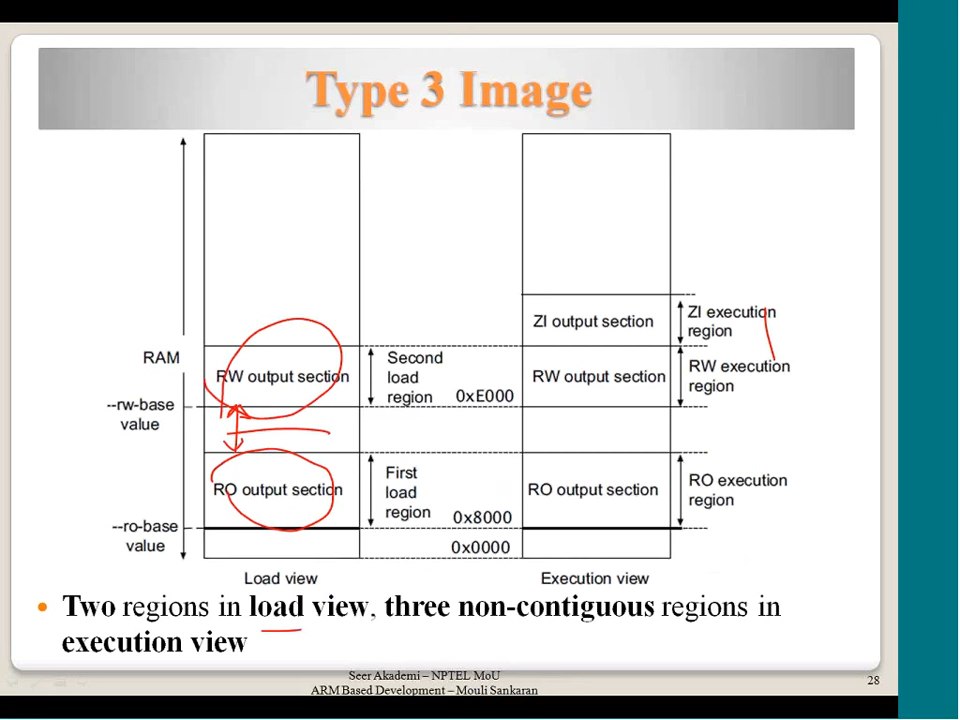 Type 3 Image
ZI output section
ZI execution
region
RAM
RW output section
Second
load
region
0xE000
RW output section
RW execution
region
--rw-base
value
RO output section
First
load
region
0x8000
RO output section
RO execution
region
--ro-base
value
0x0000
Load view
Execution view
• Two regions in load view, three non-contiguous regions in
execution view
Seer Akademi – NPTEL MoU
ARM Based Development – Mouli Sankaran
28